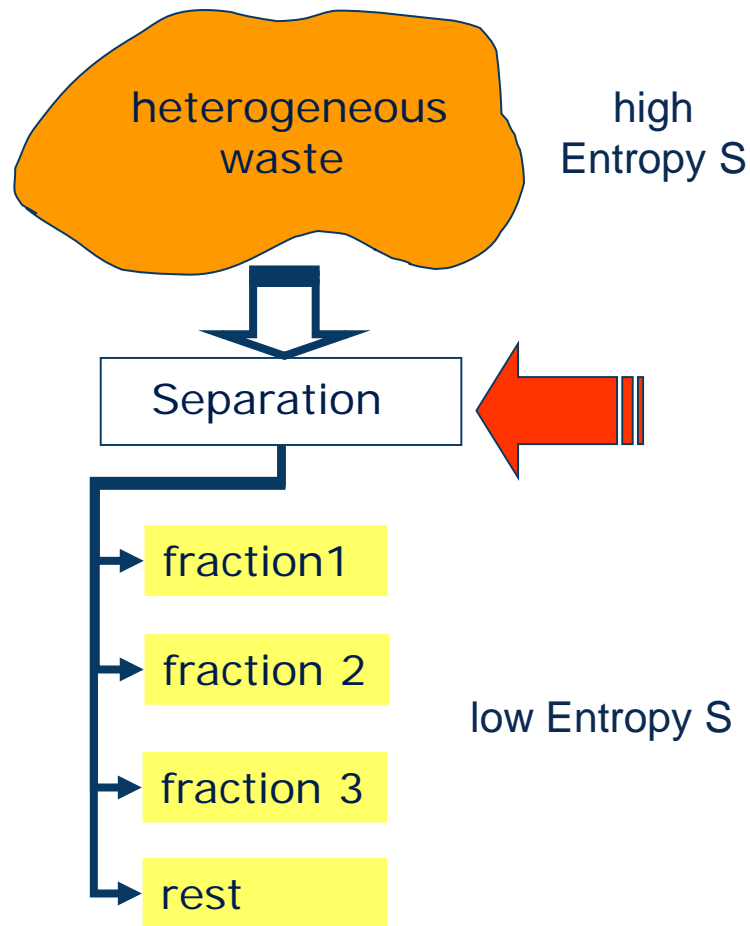 heterogeneous
waste
high
Entropy S
Separation
fraction1
fraction 2
low Entropy S
fraction 3
rest